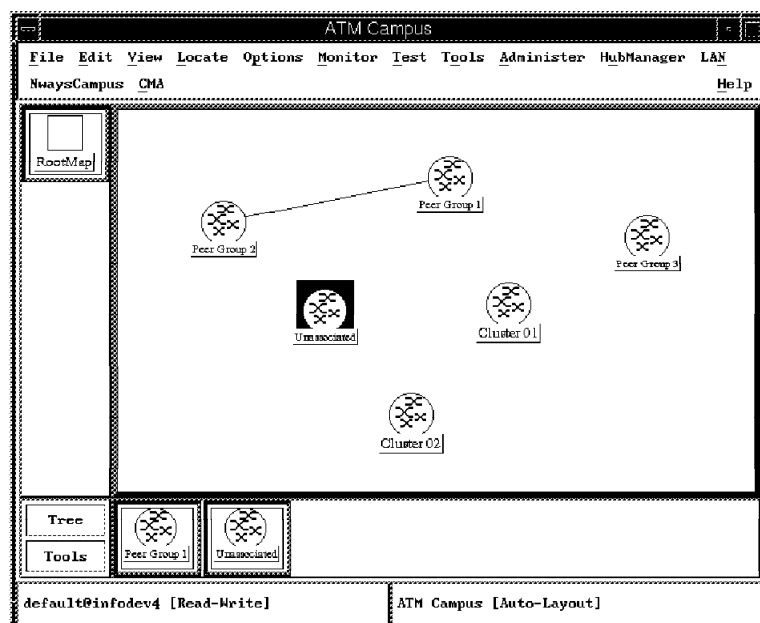 ATM Campus
File Edit View Locate Options Monitor Test Tools Administer HubManager LAN
NwaysCampus CMA Help
RootMap
Peer Group 1
Peer Group 2
Peer Group 3
Unassociated
Cluster 01
Cluster 02
Tree
Tools
Peer Group 1
Unassociated
default@infodev4 [Read-Write]
ATM Campus [Auto-Layout]